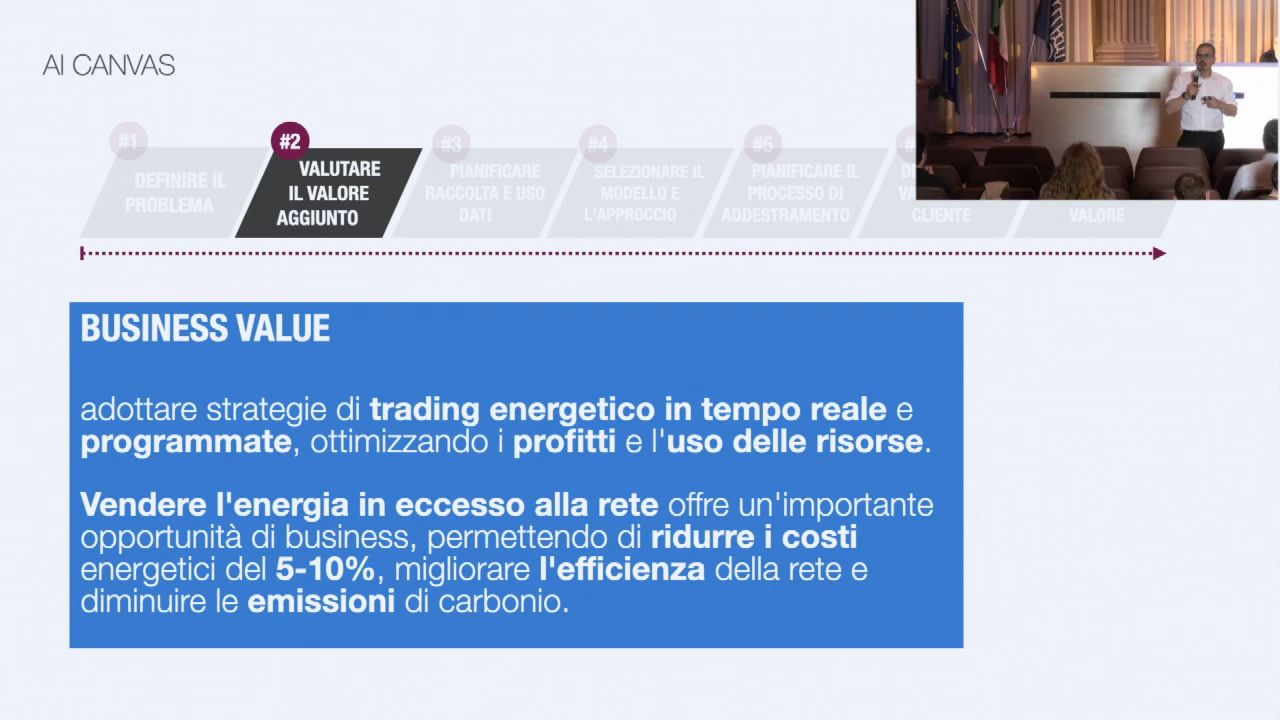 AI CANVAS
#1
DEFINIRE IL
PROBLEMA
#2
VALUTARE
IL VALORE
AGGIUNTO
#3
PIANIFICARE
RACCOLTA E USO
DATI
#4
SELEZIONARE IL
MODELLO E
L'APPROCCIO
#5
PIANIFICARE IL
PROCESSO DI
ADDESTRAMENTO
CLIENTE
VALORE
BUSINESS VALUE
adottare strategie di trading energetico in tempo reale e
programmate, ottimizzando i profitti e l'uso delle risorse.
Vendere l'energia in eccesso alla rete offre un'importante
opportunità di business, permettendo di ridurre i costi
energetici del 5-10%, migliorare l'efficienza della rete e
diminuire le emissioni di carbonio.